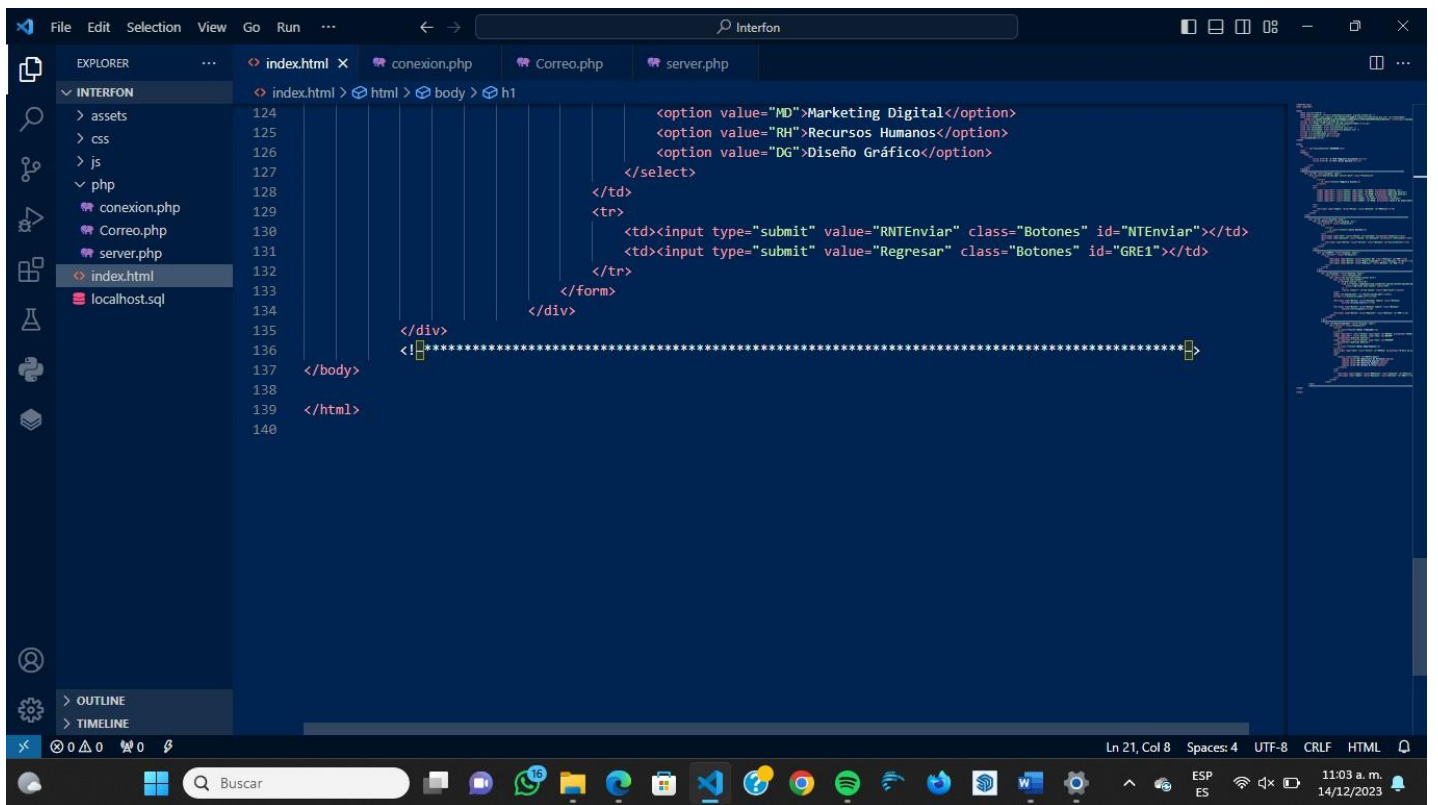 File Edit Selection View Go Run ··· Interfon
EXPLORER ···
INTERFON
assets
css
js
php
conexion.php
Correo.php
server.php
index.html
localhost.sql
OUTLINE
TIMELINE
index.html conexion.php Correo.php server.php
index.html > html > body > h1
124 <option value="MD">Marketing Digital</option>
125 <option value="RH">Recursos Humanos</option>
126 <option value="DG">Diseño Gráfico</option>
127 </select>
128 </td>
129 <tr>
130 <td><input type="submit" value="RNTEnviar" class="Botones" id="NTEnviar"></td>
131 <td><input type="submit" value="Regresar" class="Botones" id="GRE1"></td>
132 </tr>
133 </form>
134 </div>
135 </div>
136 <!-***********************************************************************************************->
137 </body>
138
139 </html>
140
0 0 0 Ln 21, Col 8 Spaces: 4 UTF-8 CRLF HTML
Buscar 16 ESP ES 11:03 a. m. 14/12/2023